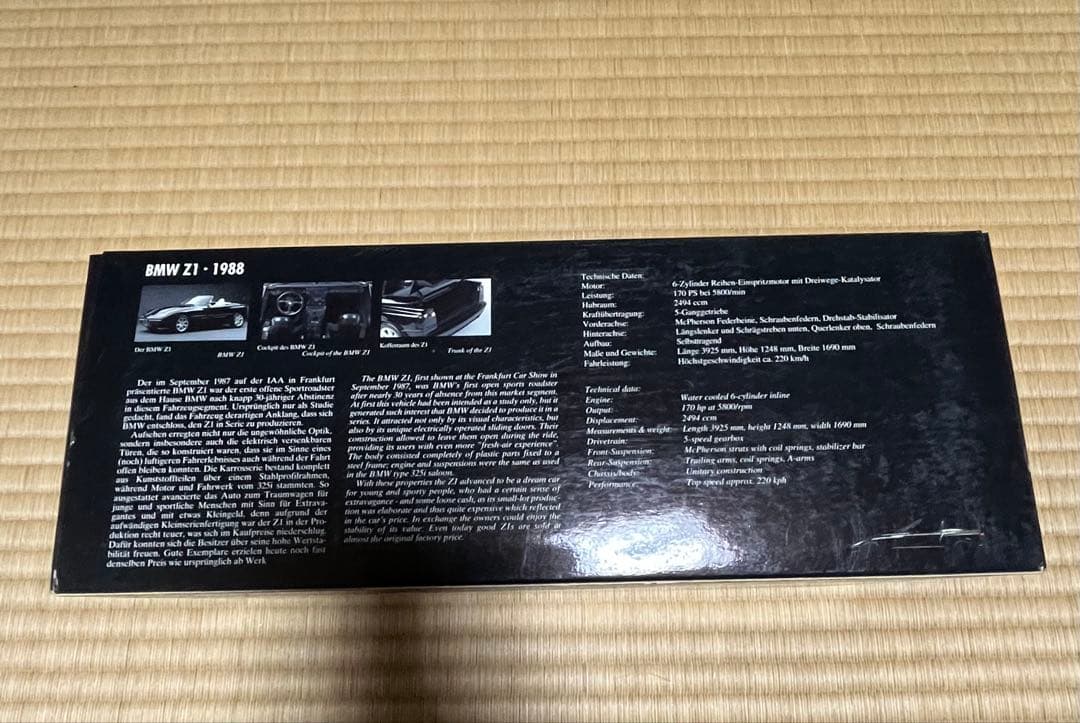 BMW Z1 · 1988
Der BMW Z1
BMW Z1
Cockpit des BMW Z1
Cockpit of the BMW Z1
Kofferraum des Z1
Trunk of the Z1
Der im September 1987 auf der IAA in Frankfurt
präsentierte BMW Z1 war der erste offene Sportroadster
aus dem Hause BMW nach knapp 30-jähriger Abstinenz
in diesem Fahrzeugsegment. Ursprünglich nur als Studie
gedacht, fand das Fahrzeug derartigen Anklang, dass sich
BMW entschloss, den Z1 in Serie zu produzieren.
Aufsehen erregten nicht nur die ungewöhnliche Optik,
sondern insbesondere auch die elektrisch versenkbaren
Türen, die so konstruiert waren, dass sie im Sinne eines
(noch) luftigeren Fahrerlebnisses auch während der Fahrt
offen bleiben konnten. Die Karrosserie bestand komplett
aus Kunststoffteilen über einem Stahlprofilrahmen,
während Motor und Fahrwerk vom 325i stammten. So
ausgestattet avancierte das Auto zum Traumwagen für
junge und sportliche Menschen mit Sinn für Extrava-
gantes und mit etwas Kleingeld, denn aufgrund der
aufwändigen Kleinserienfertigung war der Z1 in der Pro-
duktion recht teuer, was sich im Kaufpreise niederschlug.
Dafür konnten sich die Besitzer über seine hohe Wertsta-
bilität freuen. Gute Exemplare erzielen heute noch fast
denselben Preis wie ursprünglich ab Werk
The BMW Z1, first shown at the Frankfurt Car Show in
September 1987, was BMW's first open sports roadster
after nearly 30 years of absence from this market segment.
At first this vehicle had been intended as a study only, but it
generated such interest that BMW decided to produce it in a
series. It attracted not only by its visual characteristics, but
also by its unique electrically operated sliding doors. Their
construction allowed to leave them open during the ride,
providing its users with even more "fresh-air experience".
The body consisted completely of plastic parts fixed to a
steel frame; engine and suspensions were the same as used
in the BMW type 325i saloon.
With these properties the Z1 advanced to be a dream car
for young and sporty people, who had a certain sense of
extravagance - and some loose cash, as its small-lot produc-
tion was elaborate and thus quite expensive which reflected
in the car's price. In exchange the owners could enjoy the
stability of its value: Even today good Z1s are sold at
almost the original factory price.
Technische Daten:
Motor: 6-Zylinder Reihen-Einspritzmotor mit Dreiwege-Katalysator
Leistung: 170 PS bei 5800/min
Hubraum: 2494 ccm
Kraftübertragung: 5-Ganggetriebe
Vorderachse: McPherson Federbeine, Schraubenfedern, Drehstab-Stabilisator
Hinterachse: Längslenker und Schrägstreben unten, Querlenker oben, Schraubenfedern
Aufbau: Selbsttragend
Maße und Gewichte: Länge 3925 mm, Höhe 1248 mm, Breite 1690 mm
Fahrleistung: Höchstgeschwindigkeit ca. 220 km/h
Technical data:
Engine: Water cooled 6-cylinder inline
Output: 170 hp at 5800/rpm
Displacement: 2494 ccm
Measurements & weight: Length 3925 mm, height 1248 mm, width 1690 mm
Drivetrain: 5-speed gearbox
Front-Suspension: McPherson struts with coil springs, stabilizer bar
Rear-Suspension: Trailing arms, coil springs, A-arms
Chassis/body: Unitary construction
Performance: Top speed approx. 220 kph